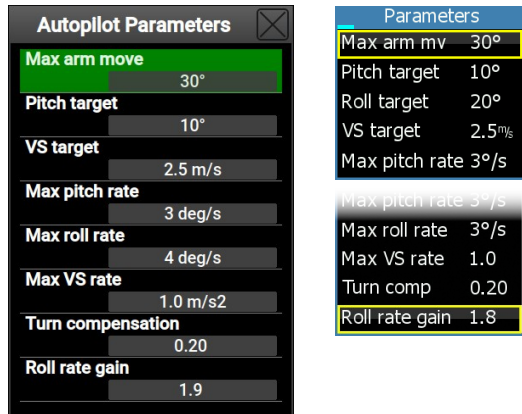 Autopilot Parameters
Max arm move
30°
Pitch target
10°
VS target
2.5 m/s
Max pitch rate
3 deg/s
Max roll rate
4 deg/s
Max VS rate
1.0 m/s2
Turn compensation
0.20
Roll rate gain
1.9
Parameters
Max arm mv 30°
Pitch target 10°
Roll target 20°
VS target 2.5 m/s
Max pitch rate 3°/s
Max pitch rate 3°/s
Max roll rate 3°/s
Max VS rate 1.0
Turn comp 0.20
Roll rate gain 1.8